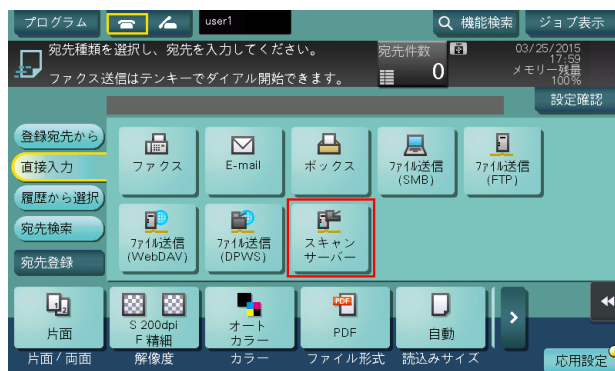 プログラム
user1
機能検索
ジョブ表示
宛先種類を選択し、宛先を入力してください。
ファクス送信はテンキーでダイアル開始できます。
宛先件数
0
03/25/2015
17:59
メモリー残量
100%
設定確認
登録宛先から
直接入力
履歴から選択
宛先検索
宛先登録
ファクス
E-mail
ボックス
ファイル送信
(SMB)
ファイル送信
(FTP)
ファイル送信
(WebDAV)
ファイル送信
(DPWS)
スキャン
サーバー
片面
S 200dpi
F 精細
オート
カラー
PDF
PDF
自動
片面/両面
解像度
カラー
ファイル形式
読込みサイズ
応用設定